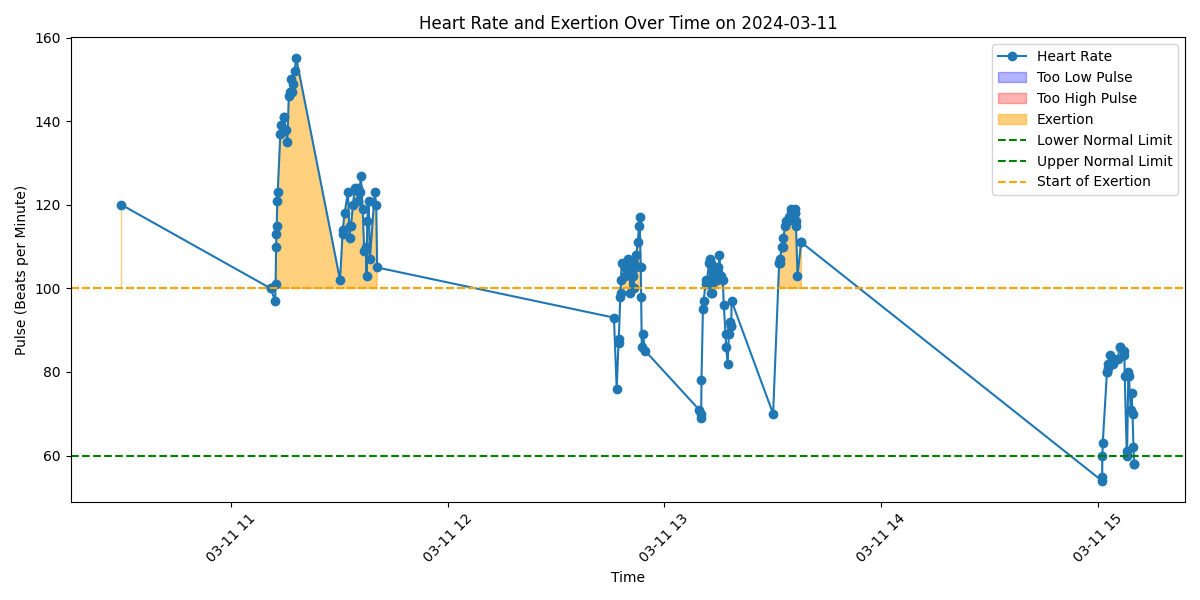 Heart Rate and Exertion Over Time on 2024-03-11
Pulse (Beats per Minute)
160
140
120
100
80
60
Heart Rate
Too Low Pulse
Too High Pulse
Exertion
Lower Normal Limit
Upper Normal Limit
Start of Exertion
03-11 11
03-11 12
03-11 13
03-11 14
03-11 15
Time